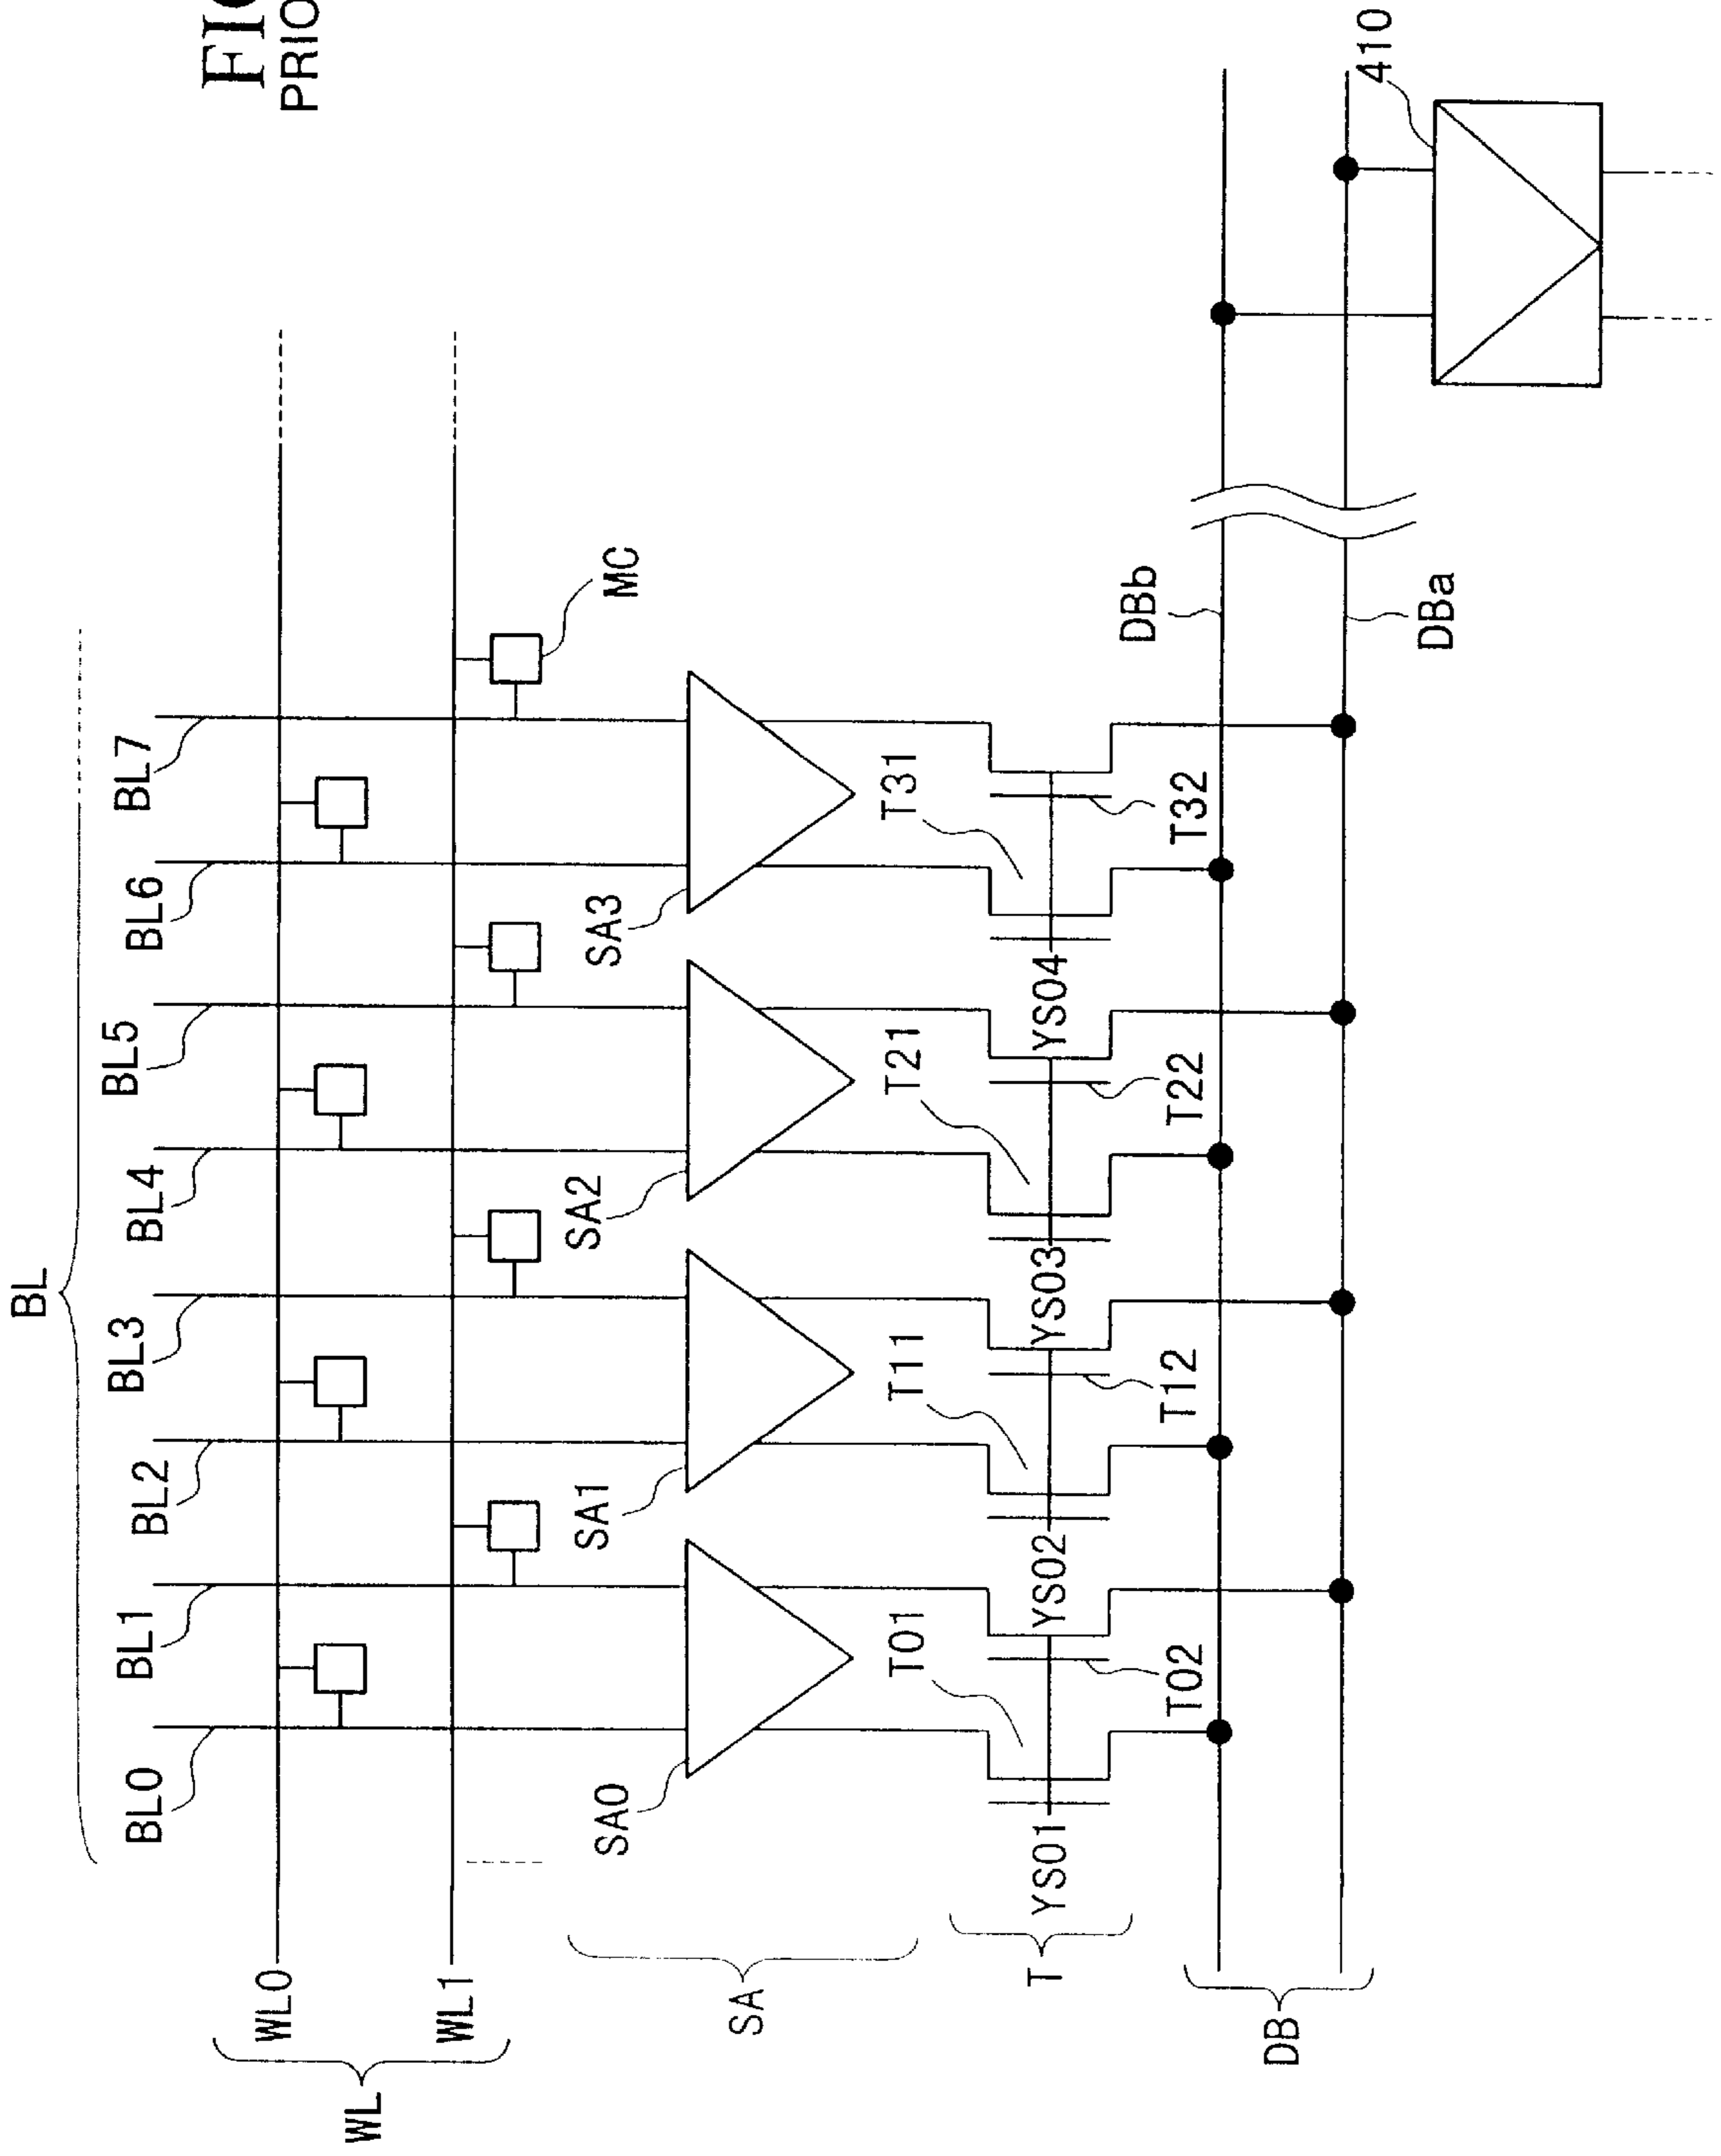 FIG
PRIO
BL
BL0
BL1
BL2
BL3
BL4
BL5
BL6
BL7
WL
WL0
WL1
MC
SA
SA0
SA1
SA2
SA3
T
T01
T11
T21
T31
YS01
YS02
YS03
YS04
T02
T12
T22
T32
DB
DBb
DBa
410